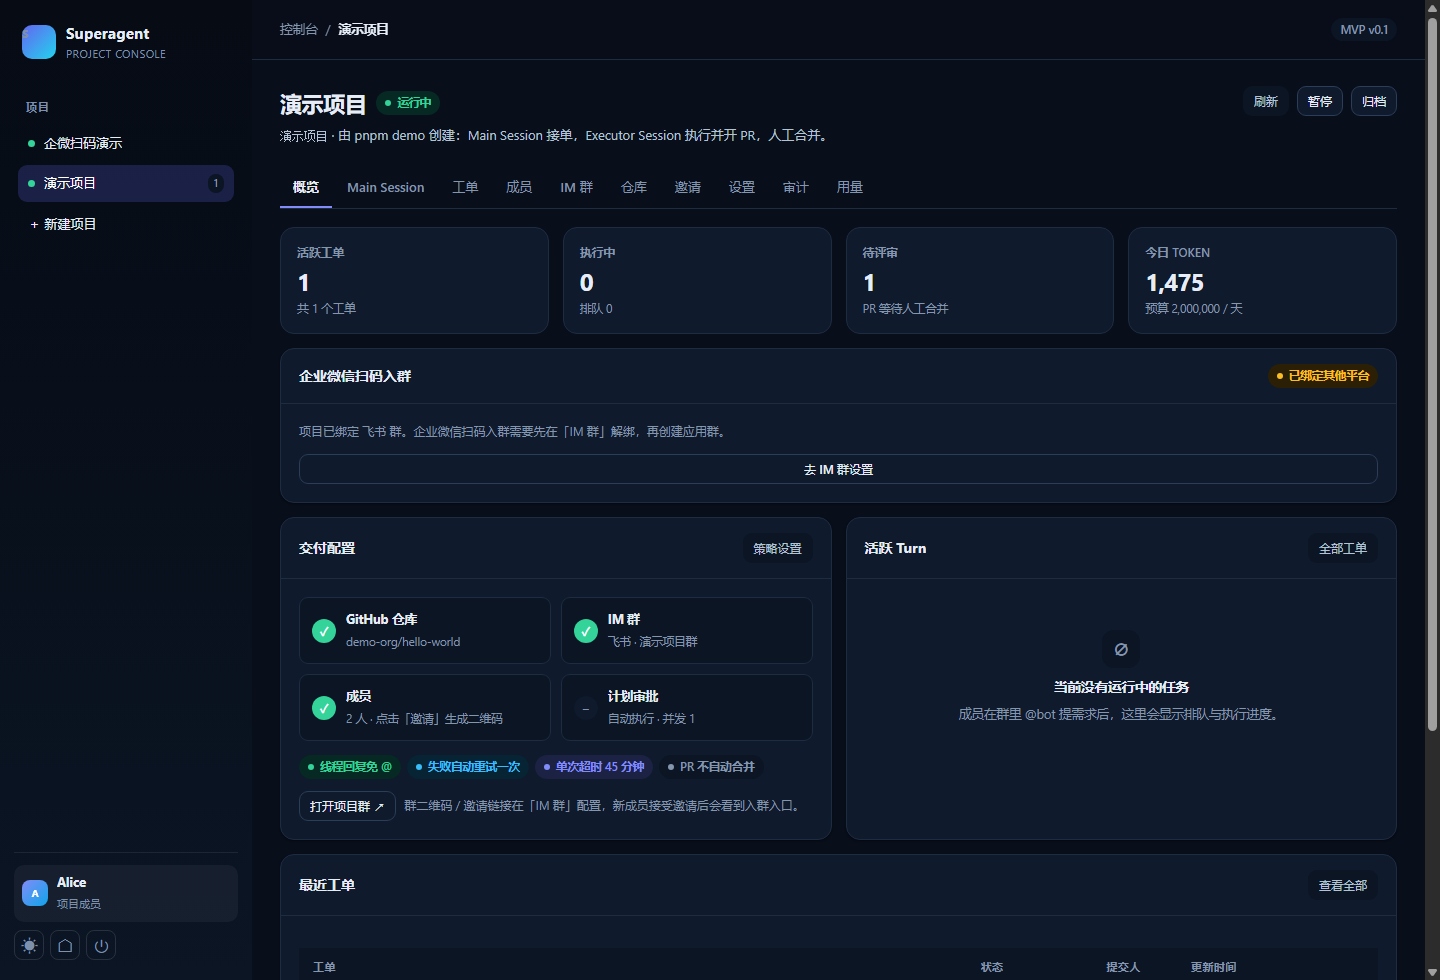 Superagent
PROJECT CONSOLE
项目
企微扫码演示
演示项目 1
+ 新建项目
Alice
A
项目成员
控制台 / 演示项目
MVP v0.1
演示项目
运行中
刷新
暂停
归档
演示项目 · 由 pnpm demo 创建：Main Session 接单，Executor Session 执行并开 PR，人工合并。
概览 Main Session 工单 成员 IM 群 仓库 邀请 设置 审计 用量
活跃工单
1
共 1 个工单
执行中
0
排队 0
待评审
1
PR 等待人工合并
今日 TOKEN
1,475
预算 2,000,000 / 天
企业微信扫码入群
已绑定其他平台
项目已绑定 飞书 群。企业微信扫码入群需要先在「IM 群」解绑，再创建应用群。
去 IM 群设置
交付配置
策略设置
GitHub 仓库
demo-org/hello-world
IM 群
飞书 · 演示项目群
成员
2 人 · 点击「邀请」生成二维码
计划审批
自动执行 · 并发 1
线程回复免 @
失败自动重试一次
单次超时 45 分钟
PR 不自动合并
打开项目群 ↗
群二维码 / 邀请链接在「IM 群」配置，新成员接受邀请后会看到入群入口。
活跃 Turn
全部工单
当前没有运行中的任务
成员在群里 @bot 提需求后，这里会显示排队与执行进度。
最近工单
查看全部
工单 状态 提交人 更新时间